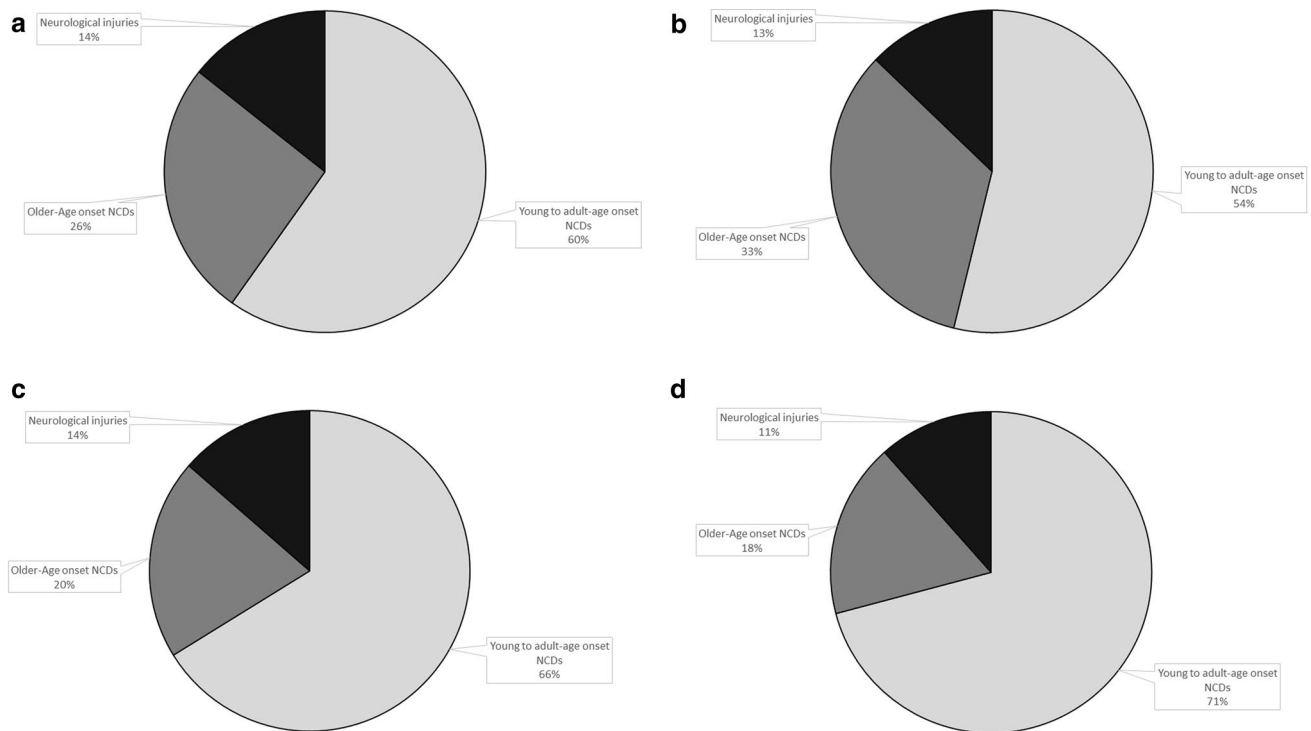 a
Neurological injuries
14%
Older-Age onset NCDs
26%
Young to adult-age onset
NCDs
60%
b
Neurological injuries
13%
Older-Age onset NCDs
33%
Young to adult-age onset
NCDs
54%
c
Neurological injuries
14%
Older-Age onset NCDs
20%
Young to adult-age onset
NCDs
66%
d
Neurological injuries
11%
Older-Age onset NCDs
18%
Young to adult-age onset
NCDs
71%